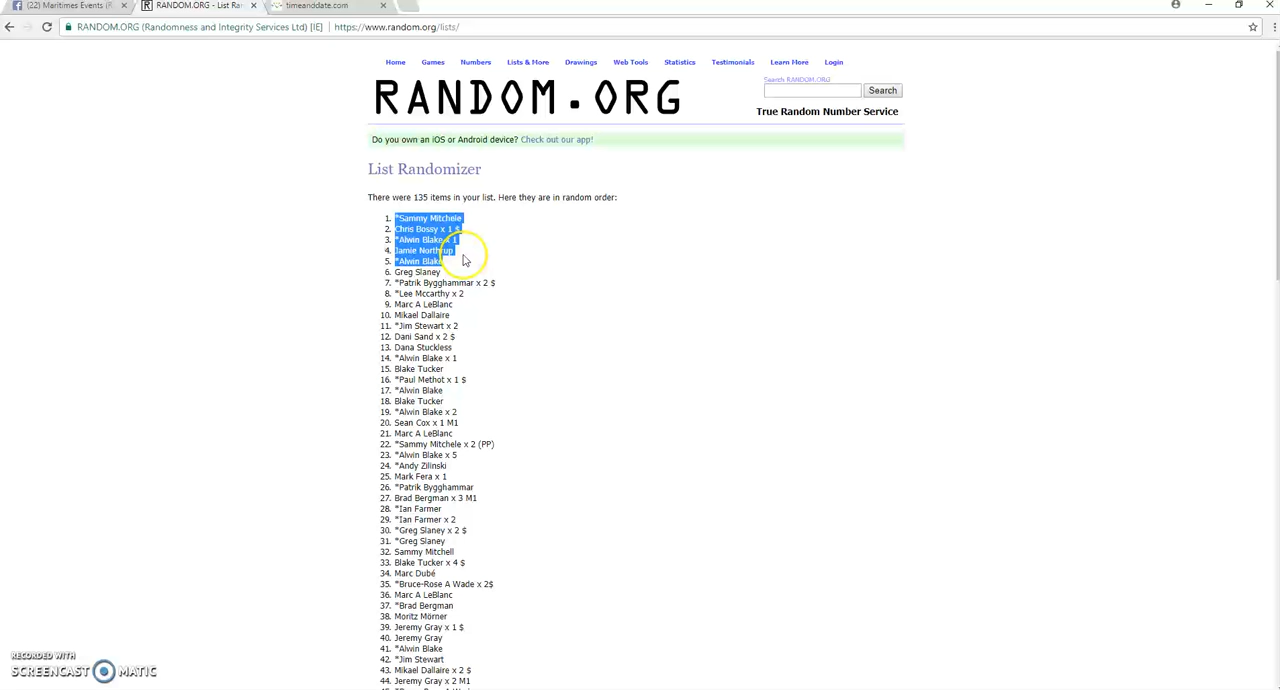 (22) Maritimes Events (K
RANDOM.ORG - List Ran
timeanddate.com
RANDOM.ORG (Randomness and Integrity Services Ltd) [IE]
https://www.random.org/lists/
Home Games Numbers Lists & More Drawings Web Tools Statistics Testimonials Learn More Login
RANDOM.ORG
Search RANDOM.ORG
Search
True Random Number Service
Do you own an iOS or Android device? Check out our app!
List Randomizer
There were 135 items in your list. Here they are in random order:
1. *Sammy Mitchele
2. Chris Bossy x 1 $
3. *Alwin Blake x 1
4. Jamie Northrup
5. *Alwin Blake
6. Greg Slaney
7. *Patrik Bygghammar x 2 $
8. *Lee Mccarthy x 2
9. Marc A LeBlanc
10. Mikael Dallaire
11. *Jim Stewart x 2
12. Dani Sand x 2 $
13. Dana Stuckless
14. *Alwin Blake x 1
15. Blake Tucker
16. *Paul Methot x 1 $
17. *Alwin Blake
18. Blake Tucker
19. *Alwin Blake x 2
20. Sean Cox x 1 M1
21. Marc A LeBlanc
22. *Sammy Mitchele x 2 (PP)
23. *Alwin Blake x 5
24. *Andy Zilinski
25. Mark Fera x 1
26. *Patrik Bygghammar
27. Brad Bergman x 3 M1
28. *Ian Farmer
29. *Ian Farmer x 2
30. *Greg Slaney x 2 $
31. *Greg Slaney
32. Sammy Mitchell
33. Blake Tucker x 4 $
34. Marc Dubé
35. *Bruce-Rose A Wade x 2$
36. Marc A LeBlanc
37. *Brad Bergman
38. Moritz Mörner
39. Jeremy Gray x 1 $
40. Jeremy Gray
41. *Alwin Blake
42. *Jim Stewart
43. Mikael Dallaire x 2 $
44. Jeremy Gray x 2 M1
RECORDED WITH
SCREENCAST MATIC